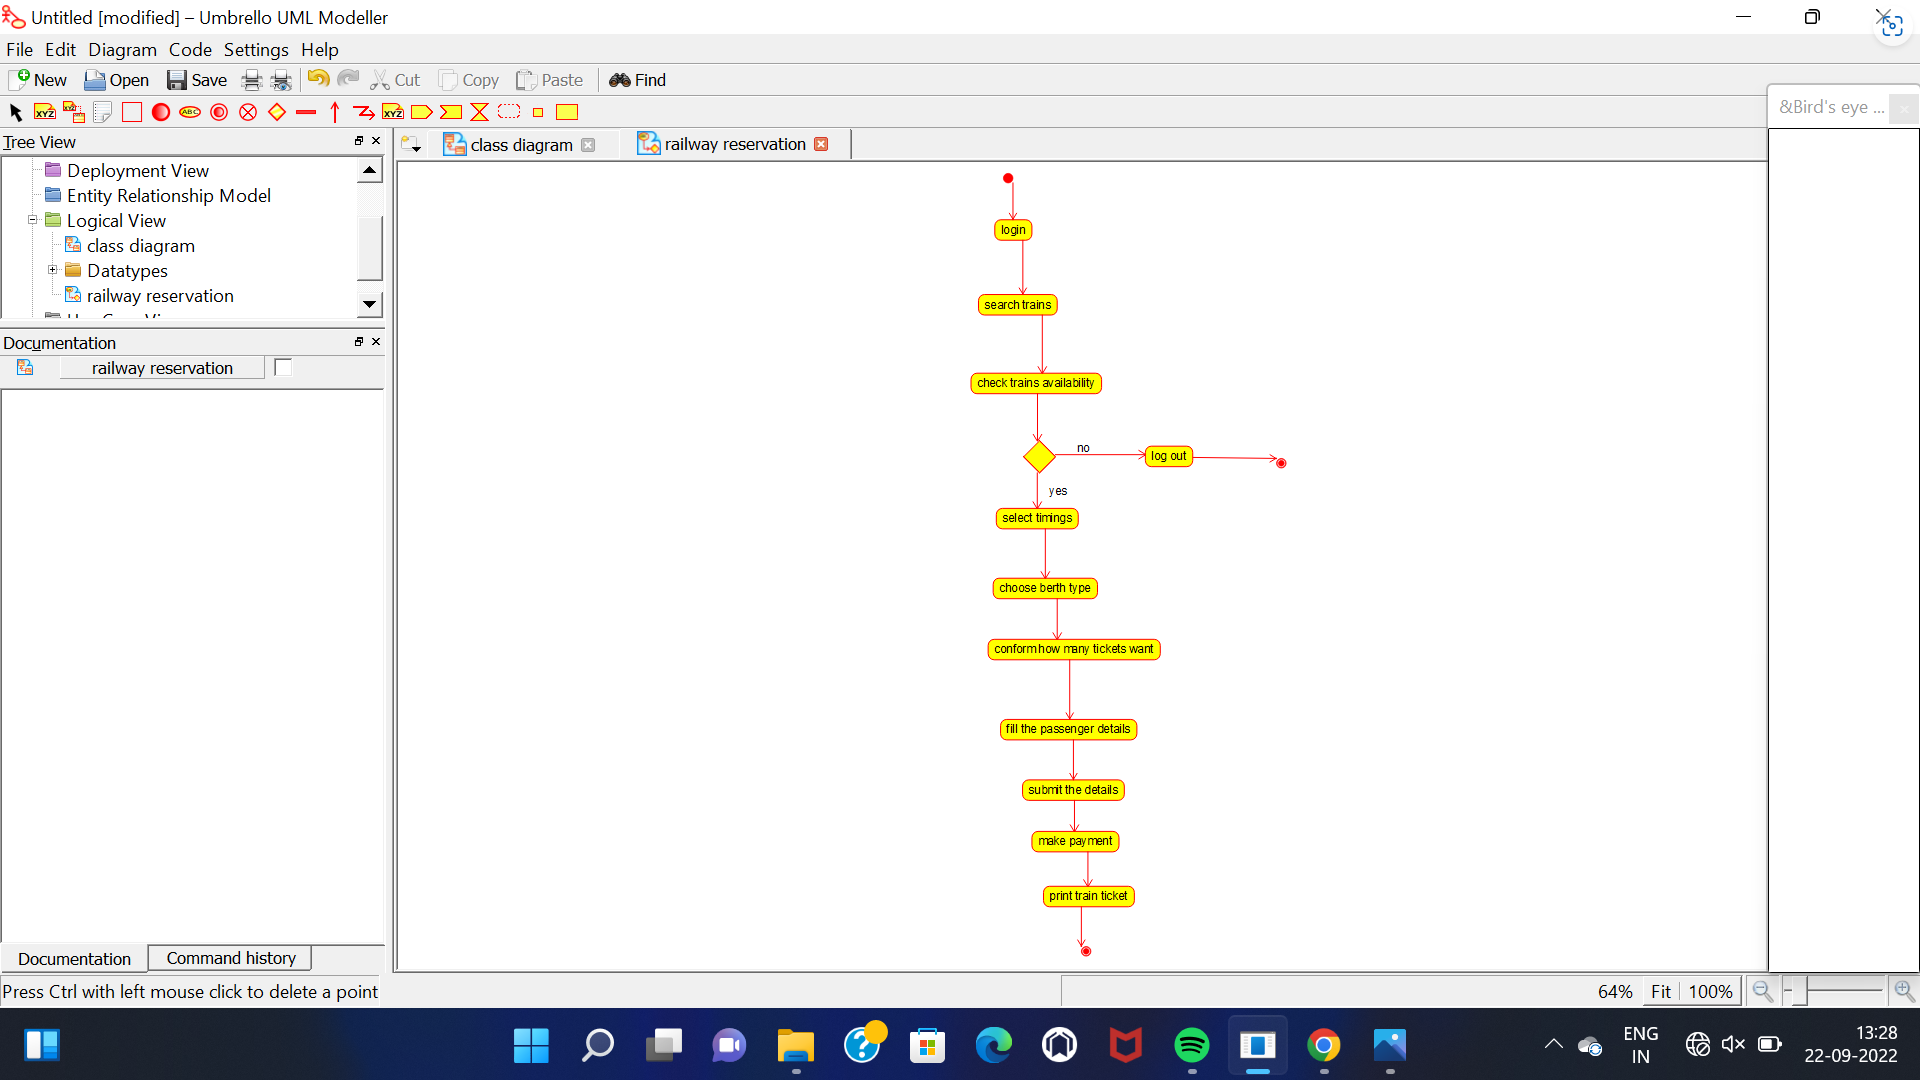 Untitled [modified] – Umbrello UML Modeller
File Edit Diagram Code Settings Help
New Open Save Cut Copy Paste Find
XYZ XYZ ABC XYZ
&Bird's eye ...
Tree View
class diagram
railway reservation
Deployment View
Entity Relationship Model
Logical View
class diagram
Datatypes
railway reservation
Documentation
railway reservation
login
search trains
check trains availability
no
log out
yes
select timings
choose berth type
conform how many tickets want
fill the passenger details
submit the details
make payment
print train ticket
Documentation
Command history
Press Ctrl with left mouse click to delete a point
64% Fit 100%
ENG
IN
13:28
22-09-2022